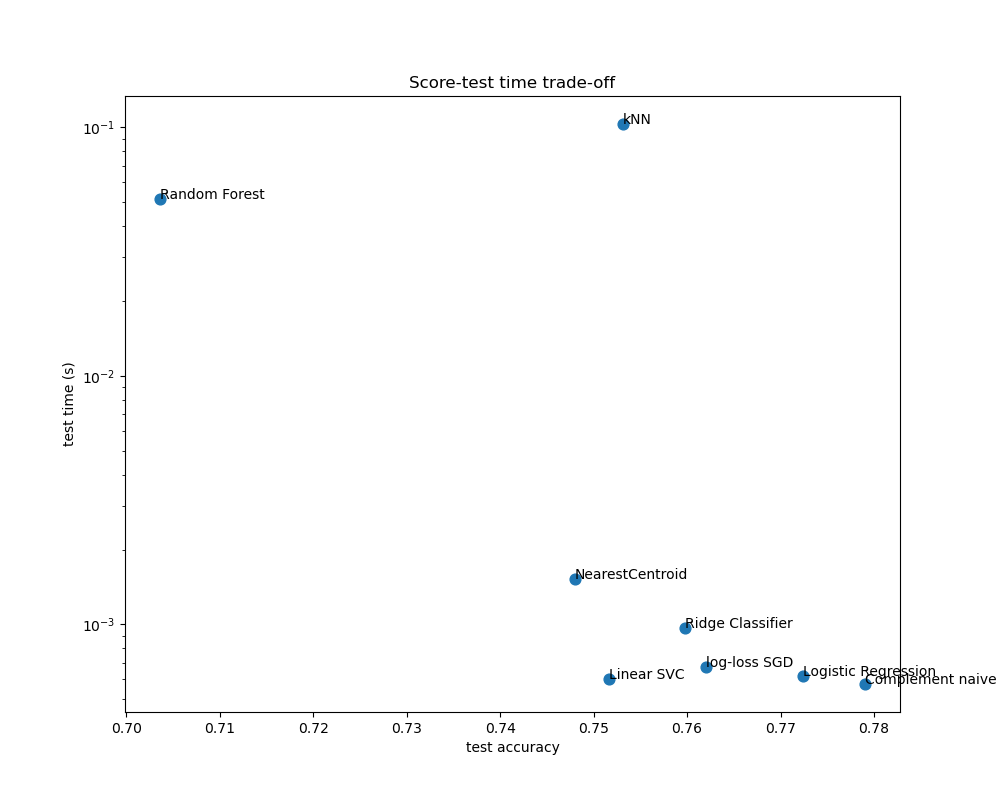 Score-test time trade-off
kNN
10⁻¹
Random Forest
10⁻²
test time (s)
NearestCentroid
10⁻³
Ridge Classifier
log-loss SGD
Linear SVC
Logistic Regression
Complement naive
0.70 0.71 0.72 0.73 0.74 0.75 0.76 0.77 0.78
test accuracy